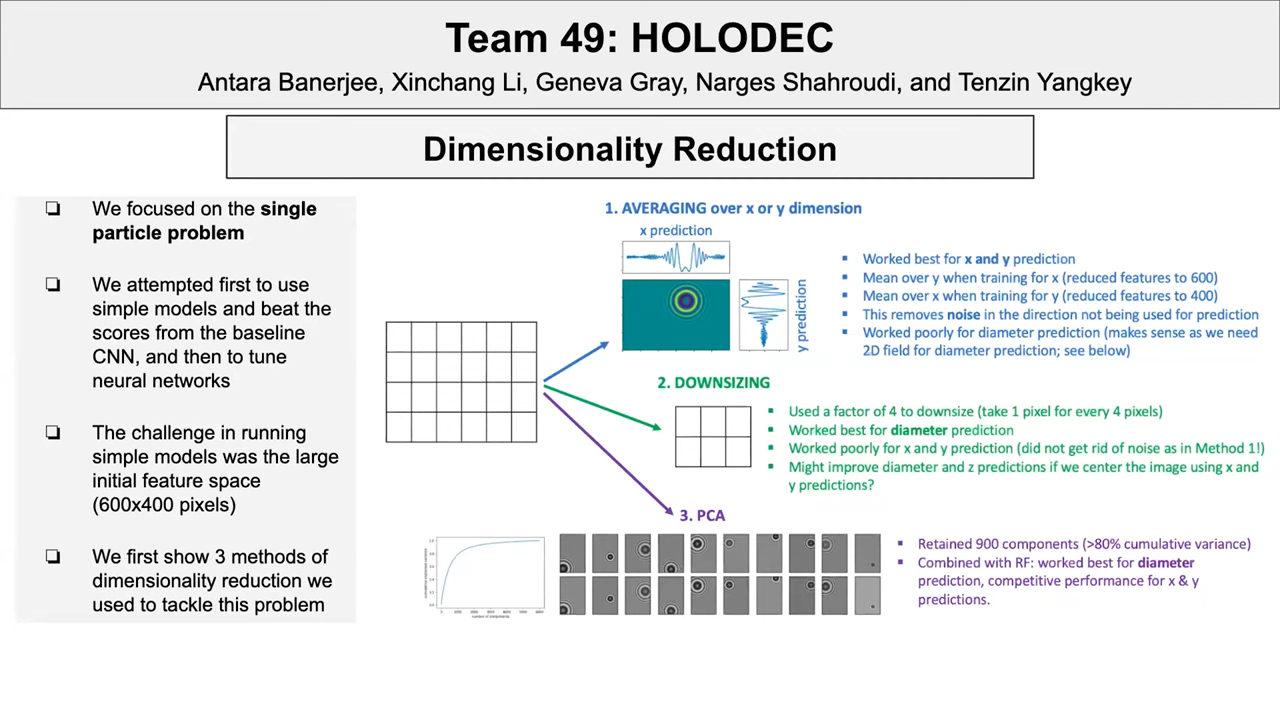 Team 49: HOLODEC
Antara Banerjee, Xinchang Li, Geneva Gray, Narges Shahroudi, and Tenzin Yangkey
Dimensionality Reduction
❏ We focused on the single
particle problem
❏ We attempted first to use
simple models and beat the
scores from the baseline
CNN, and then to tune
neural networks
❏ The challenge in running
simple models was the large
initial feature space
(600x400 pixels)
❏ We first show 3 methods of
dimensionality reduction we
used to tackle this problem
1. AVERAGING over x or y dimension
x prediction
y prediction
▪ Worked best for x and y prediction
▪ Mean over y when training for x (reduced features to 600)
▪ Mean over x when training for y (reduced features to 400)
▪ This removes noise in the direction not being used for prediction
▪ Worked poorly for diameter prediction (makes sense as we need
2D field for diameter prediction; see below)
2. DOWNSIZING
▪ Used a factor of 4 to downsize (take 1 pixel for every 4 pixels)
▪ Worked best for diameter prediction
▪ Worked poorly for x and y prediction (did not get rid of noise as in Method 1!)
▪ Might improve diameter and z predictions if we center the image using x and
y predictions?
3. PCA
number of components
▪ Retained 900 components (>80% cumulative variance)
▪ Combined with RF: worked best for diameter
prediction, competitive performance for x & y
predictions.